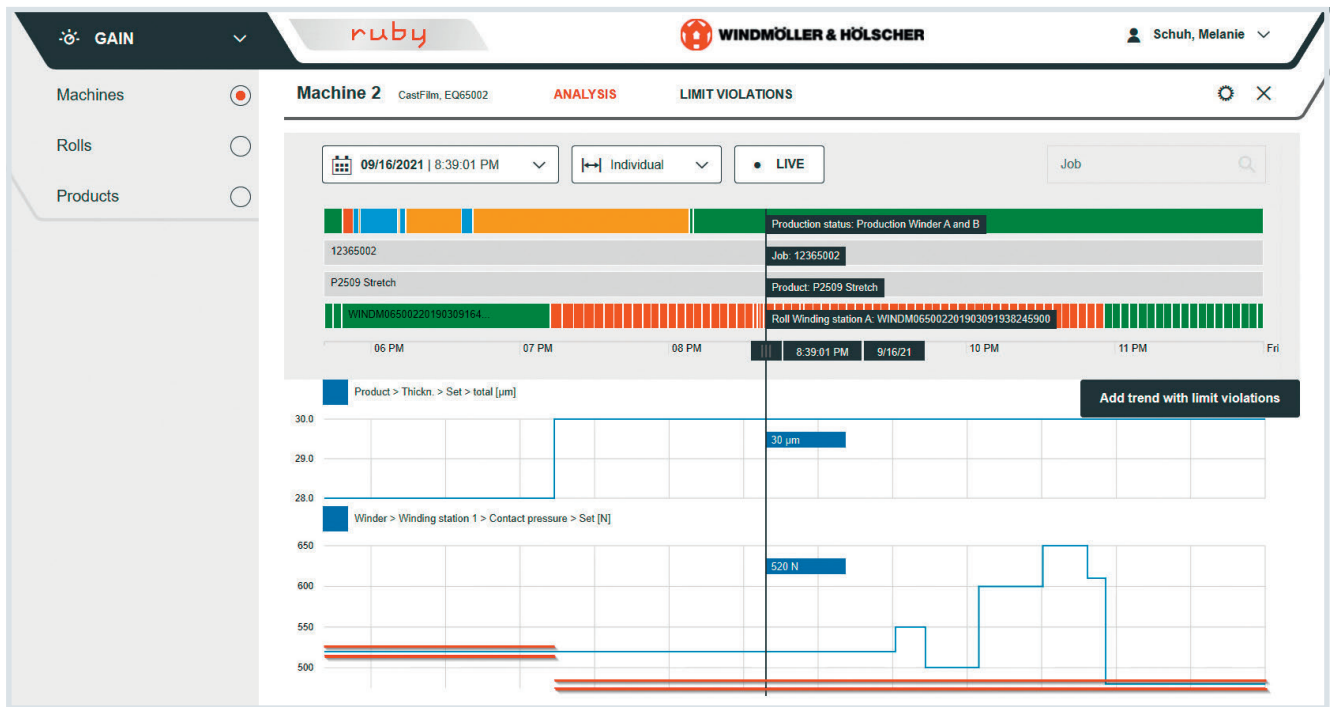 GAIN
ruby
WINDMÖLLER & HÖLSCHER
Schuh, Melanie
Machines
Rolls
Products
Machine 2 CastFilm, EQ65002 ANALYSIS LIMIT VIOLATIONS
09/16/2021 | 8:39:01 PM Individual LIVE Job
Production status: Production Winder A and B
12365002 Job: 12365002
P2509 Stretch Product: P2509 Stretch
WINDM06500220190309164... Roll Winding station A: WINDM065002201903091938245900
06 PM 07 PM 08 PM 8:39:01 PM 9/16/21 10 PM 11 PM Fri
Product > Thickn. > Set > total [µm] Add trend with limit violations
30.0
30 µm
29.0
28.0
Winder > Winding station 1 > Contact pressure > Set [N]
650
520 N
600
550
500